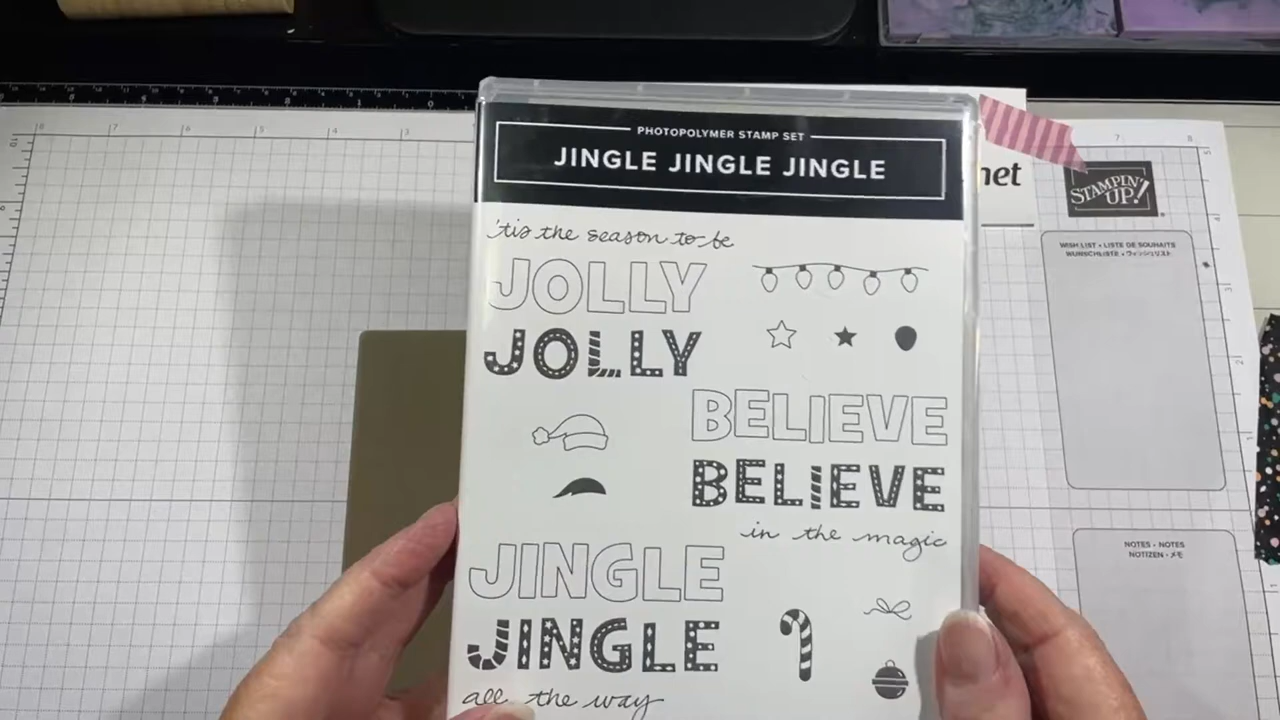 PHOTOPOLYMER STAMP SET
JINGLE JINGLE JINGLE
'tis the season to be
JOLLY
JOLLY
BELIEVE
BELIEVE
in the magic
JINGLE
JINGLE
all the way
net
STAMPIN' UP!
WISH LIST • LISTE DE SOUHAITS
WUNSCHLISTE • ウィッシュリスト
NOTES • NOTES
NOTIZEN • メモ